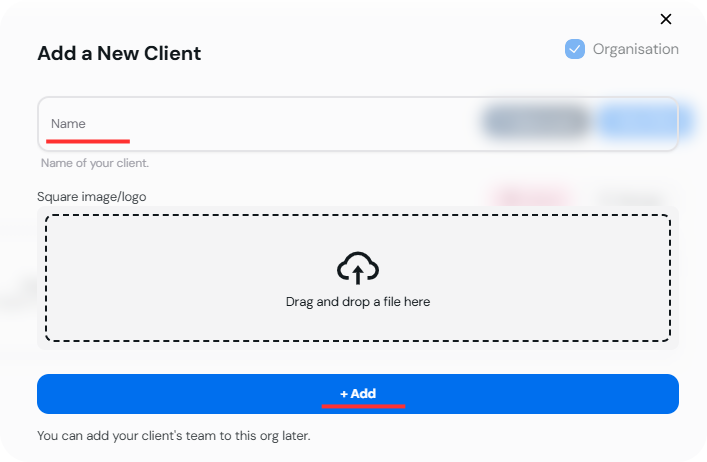 Add a New Client
Organisation
Name
Name of your client.
Square image/logo
Drag and drop a file here
+ Add
You can add your client's team to this org later.